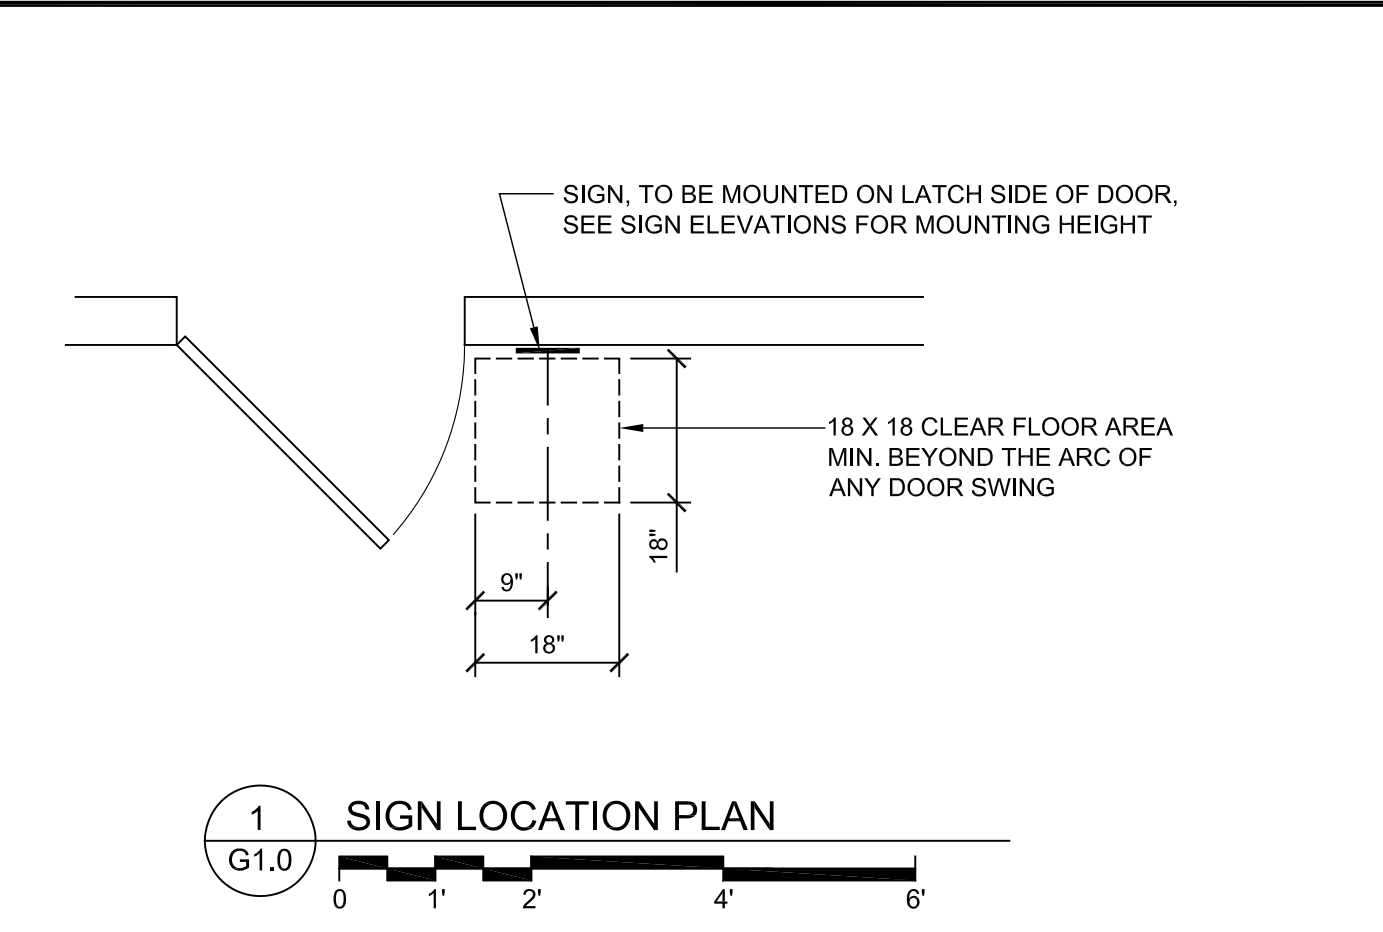 SIGN, TO BE MOUNTED ON LATCH SIDE OF DOOR,
SEE SIGN ELEVATIONS FOR MOUNTING HEIGHT
18 X 18 CLEAR FLOOR AREA
MIN. BEYOND THE ARC OF
ANY DOOR SWING
18"
9"
18"
1
SIGN LOCATION PLAN
G1.0
0 1' 2' 4' 6'